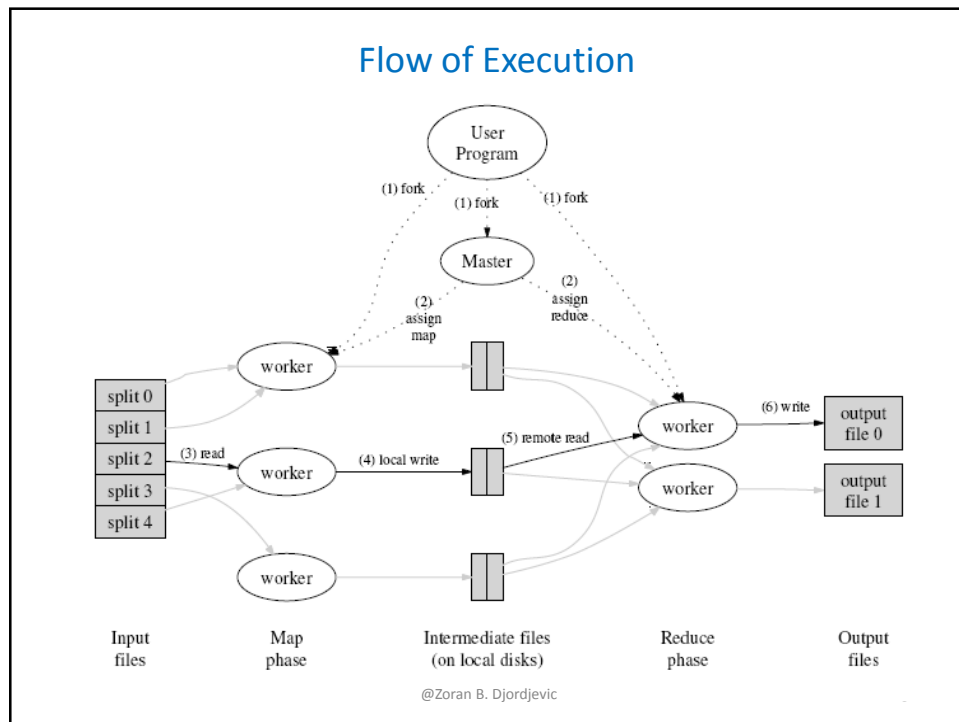 Flow of Execution
User
Program
(1) fork
(1) fork
(1) fork
Master
(2)
assign
map
(2)
assign
reduce
worker
split 0
split 1
split 2
split 3
split 4
(3) read
worker
(4) local write
(5) remote read
worker
(6) write
output
file 0
worker
output
file 1
worker
Input
files
Map
phase
Intermediate files
(on local disks)
Reduce
phase
Output
files
@Zoran B. Djordjevic